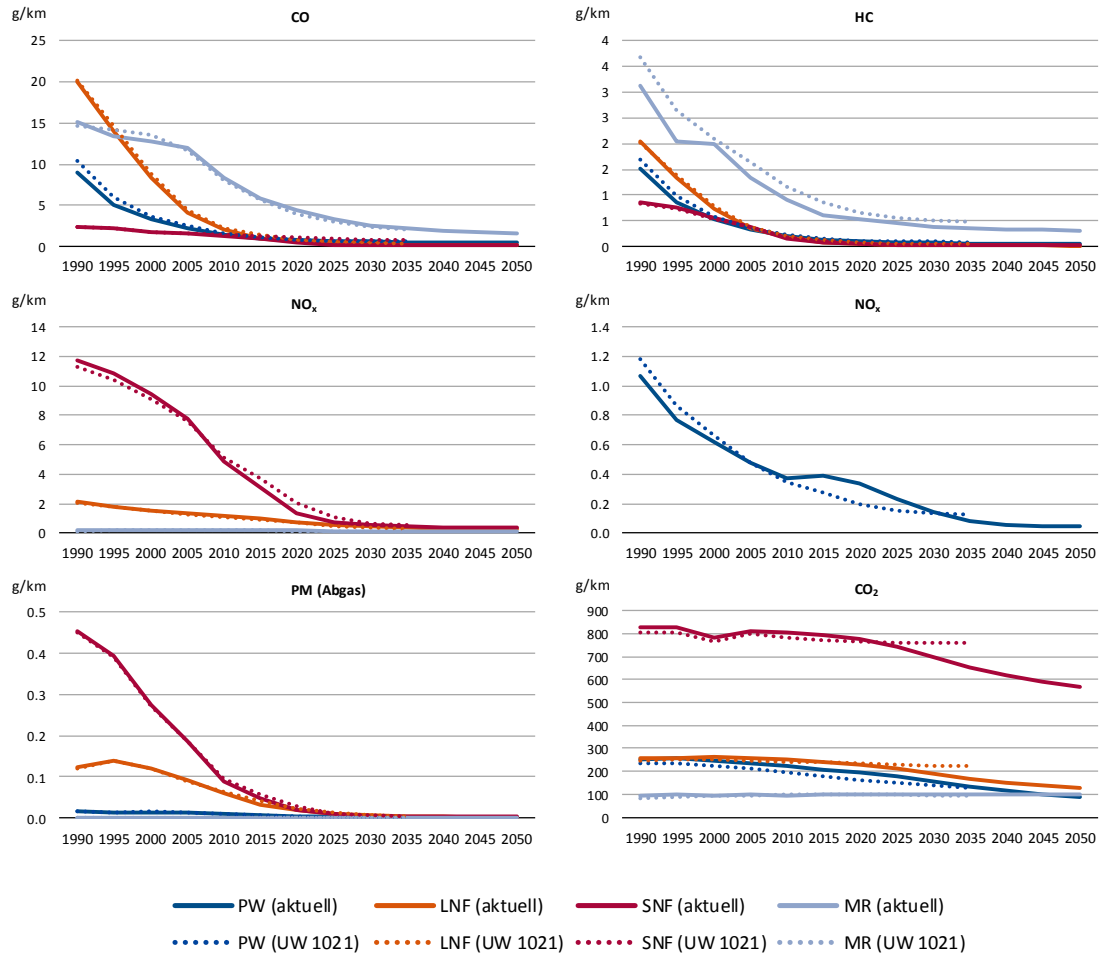 g/km
CO
25
20
15
10
5
0
1990 1995 2000 2005 2010 2015 2020 2025 2030 2035 2040 2045 2050
g/km
HC
4
4
3
3
2
2
1
1
0
1990 1995 2000 2005 2010 2015 2020 2025 2030 2035 2040 2045 2050
g/km
NOₓ
14
12
10
8
6
4
2
0
1990 1995 2000 2005 2010 2015 2020 2025 2030 2035 2040 2045 2050
g/km
NOₓ
1.4
1.2
1.0
0.8
0.6
0.4
0.2
0.0
1990 1995 2000 2005 2010 2015 2020 2025 2030 2035 2040 2045 2050
g/km
PM (Abgas)
0.5
0.4
0.3
0.2
0.1
0.0
1990 1995 2000 2005 2010 2015 2020 2025 2030 2035 2040 2045 2050
g/km
CO₂
900
800
700
600
500
400
300
200
100
0
1990 1995 2000 2005 2010 2015 2020 2025 2030 2035 2040 2045 2050
PW (aktuell) LNF (aktuell) SNF (aktuell) MR (aktuell)
PW (UW 1021) LNF (UW 1021) SNF (UW 1021) MR (UW 1021)